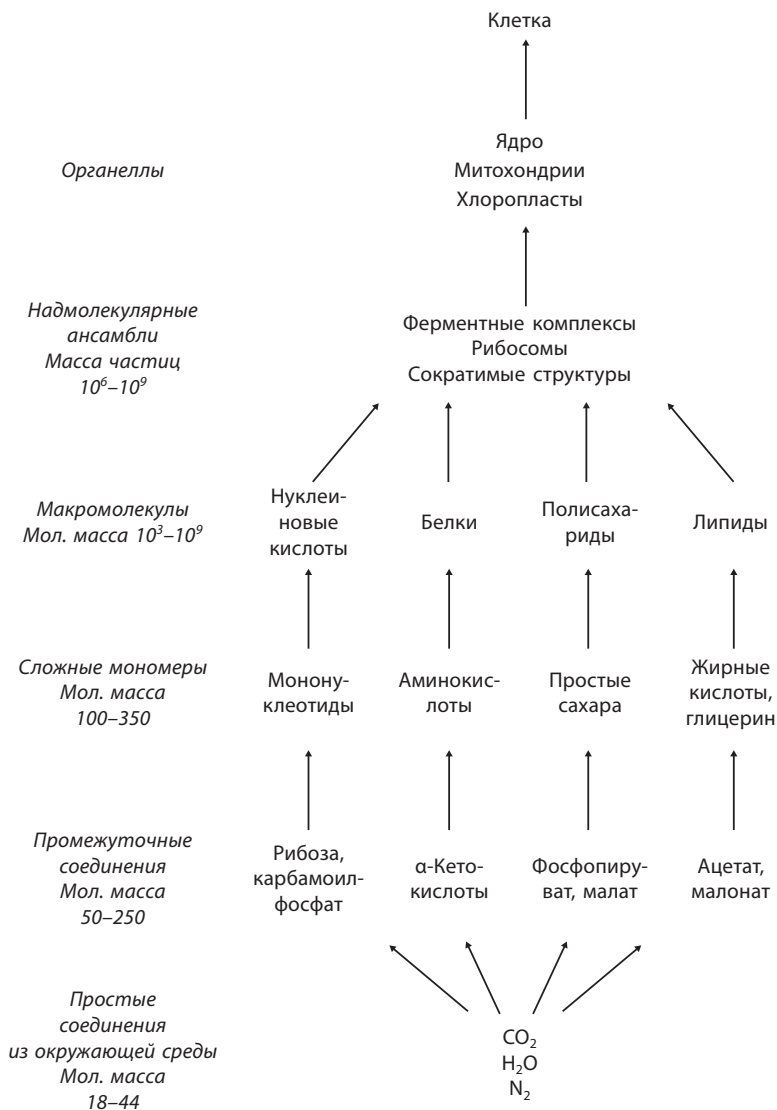 Клетка
Ядро
Органеллы
Митохондрии
Хлоропласты
Надмолекулярные
ансамбли
Масса частиц
10⁶–10⁹
Ферментные комплексы
Рибосомы
Сократимые структуры
Макромолекулы
Мол. масса 10³–10⁹
Нуклеи-
новые
кислоты
Белки
Полисаха-
риды
Липиды
Сложные мономеры
Мол. масса
100–350
Монону-
клеотиды
Аминокис-
лоты
Простые
сахара
Жирные
кислоты,
глицерин
Промежуточные
соединения
Мол. масса
50–250
Рибоза,
карбамоил-
фосфат
α-Кето-
кислоты
Фосфопиру-
ват, малат
Ацетат,
малонат
Простые
соединения
из окружающей среды
Мол. масса
18–44
CO₂
H₂O
N₂